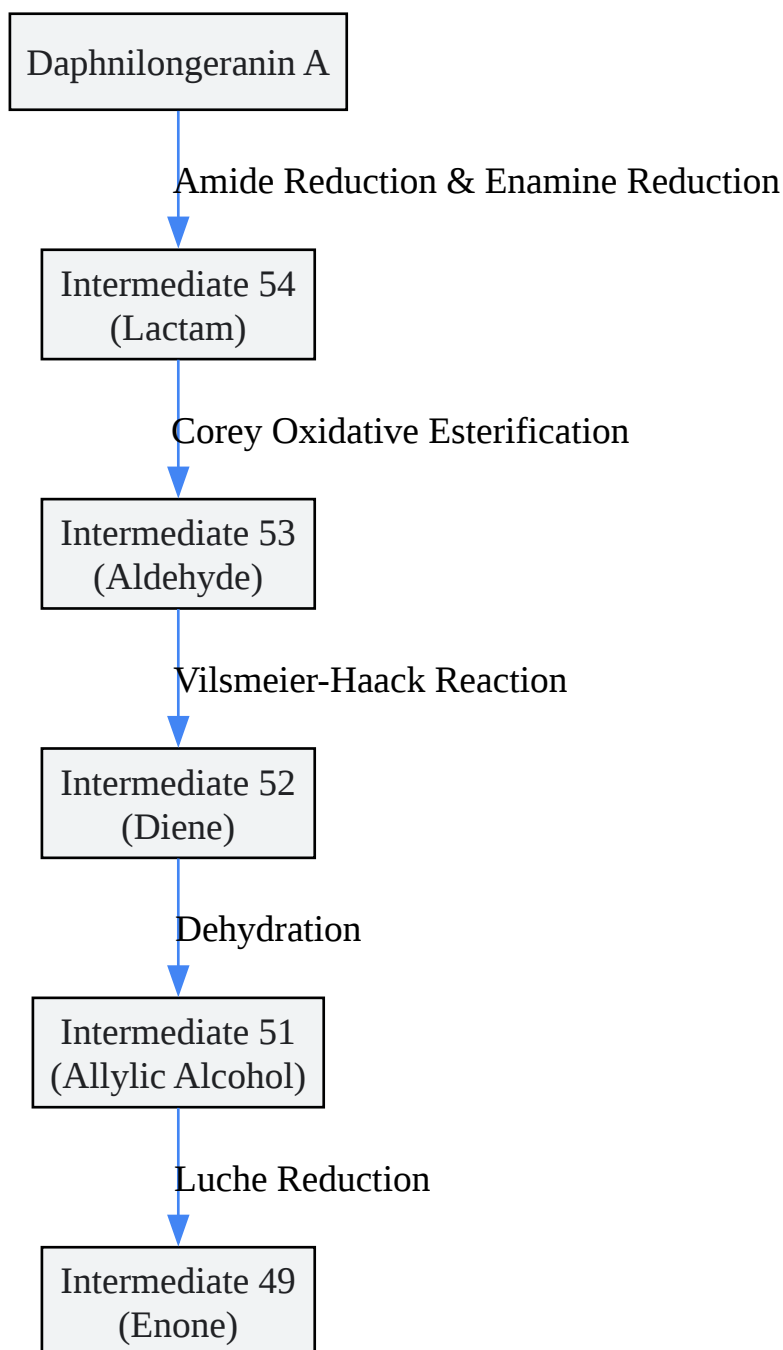 Daphnilongeranin A
Amide Reduction & Enamine Reduction
Intermediate 54
(Lactam)
Corey Oxidative Esterification
Intermediate 53
(Aldehyde)
Vilsmeier-Haack Reaction
Intermediate 52
(Diene)
Dehydration
Intermediate 51
(Allylic Alcohol)
Luche Reduction
Intermediate 49
(Enone)